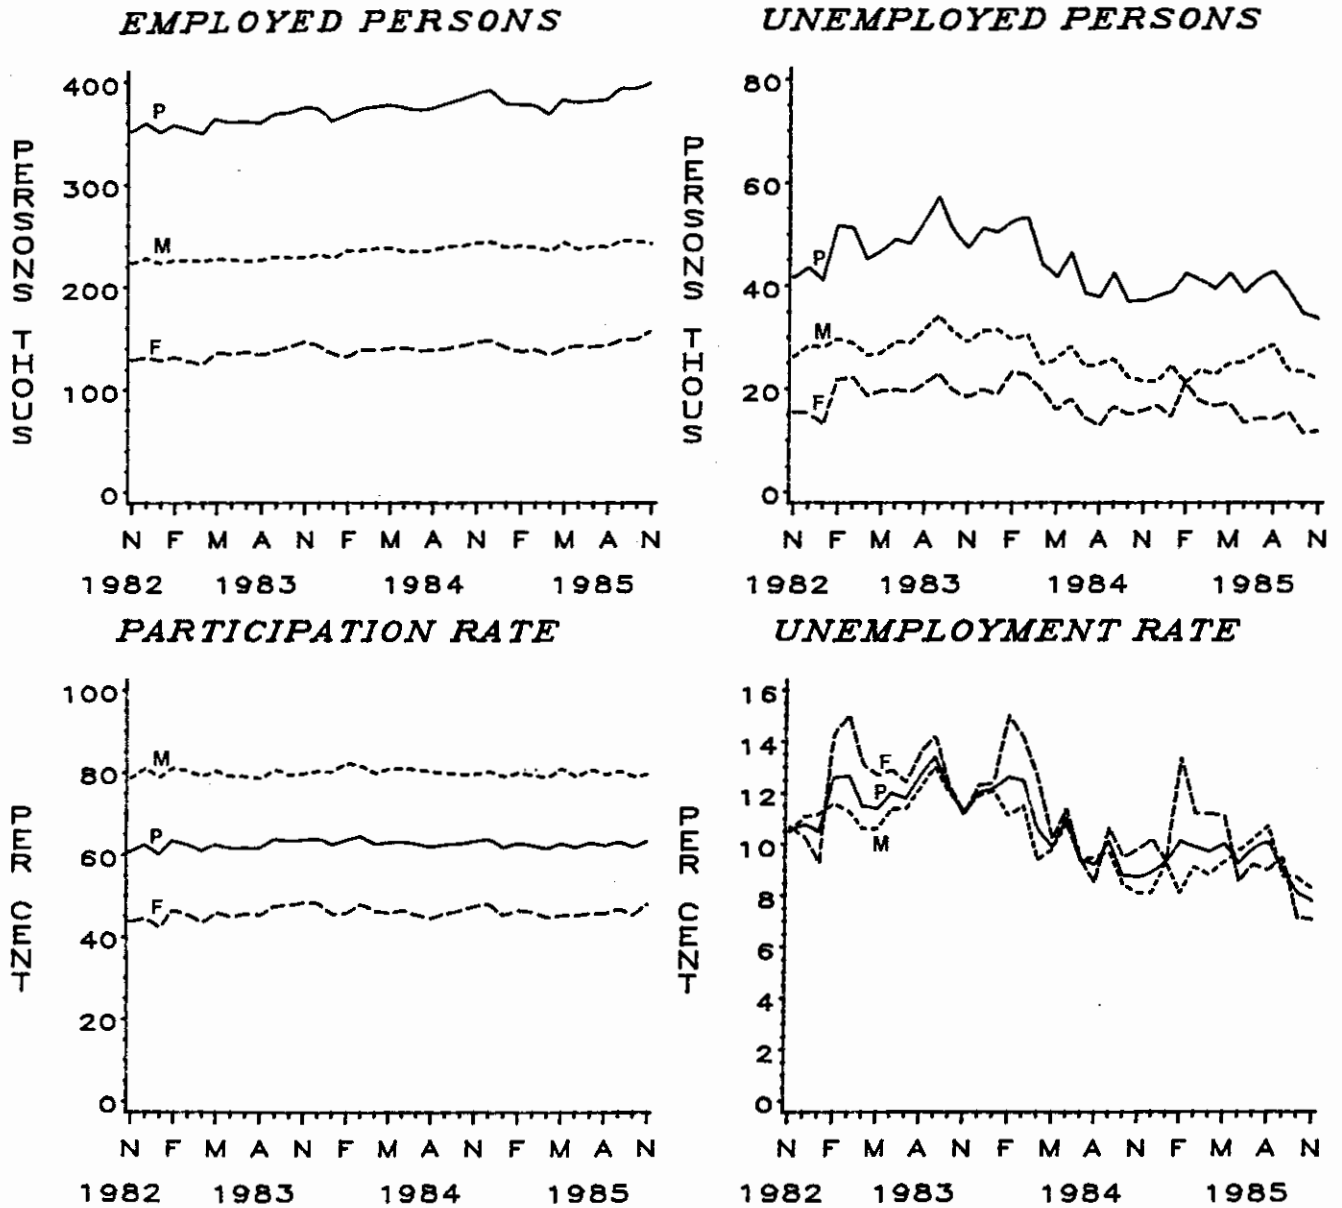 EMPLOYED PERSONS
PERSONS THOUS
400
300
200
100
0
P
M
F
N F M A N F M A N F M A N
1982 1983 1984 1985
UNEMPLOYED PERSONS
PERSONS THOUS
80
60
40
20
0
P
M
F
N F M A N F M A N F M A N
1982 1983 1984 1985
PARTICIPATION RATE
PER CENT
100
80
60
40
20
0
M
P
F
N F M A N F M A N F M A N
1982 1983 1984 1985
UNEMPLOYMENT RATE
PER CENT
16
14
12
10
8
6
4
2
0
F
P
M
N F M A N F M A N F M A N
1982 1983 1984 1985